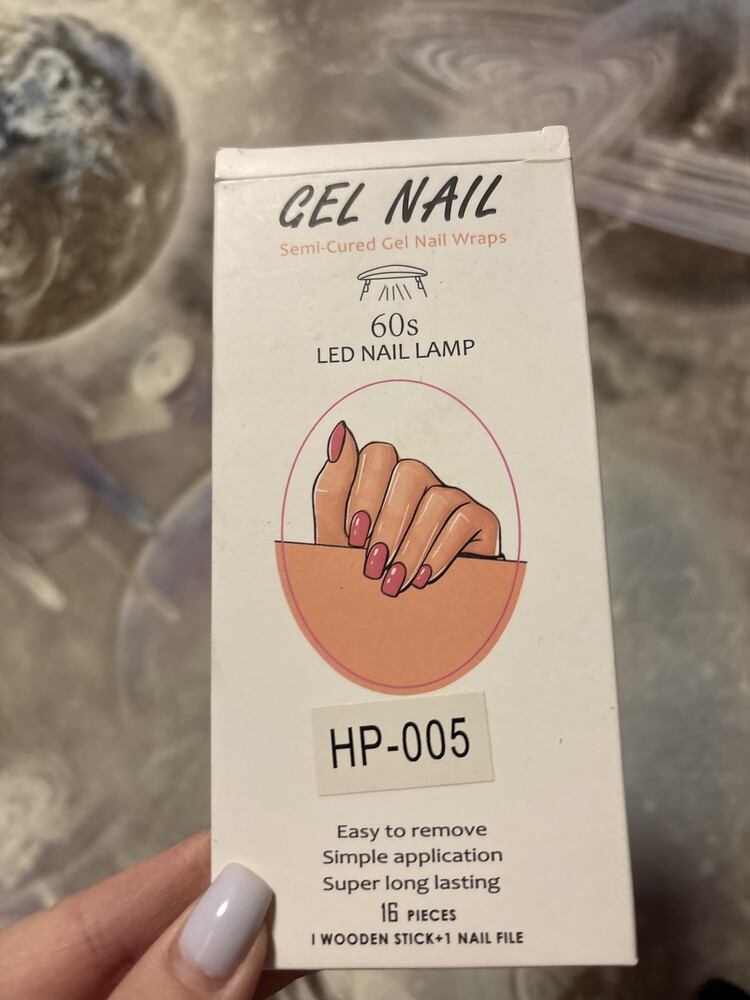 GEL NAIL
Semi-Cured Gel Nail Wraps
60s
LED NAIL LAMP
HP-005
Easy to remove
Simple application
Super long lasting
16 PIECES
1 WOODEN STICK+1 NAIL FILE